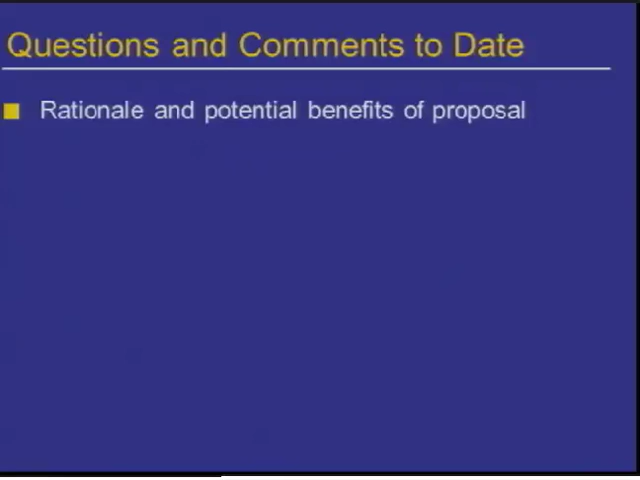 Questions and Comments to Date
Rationale and potential benefits of proposal